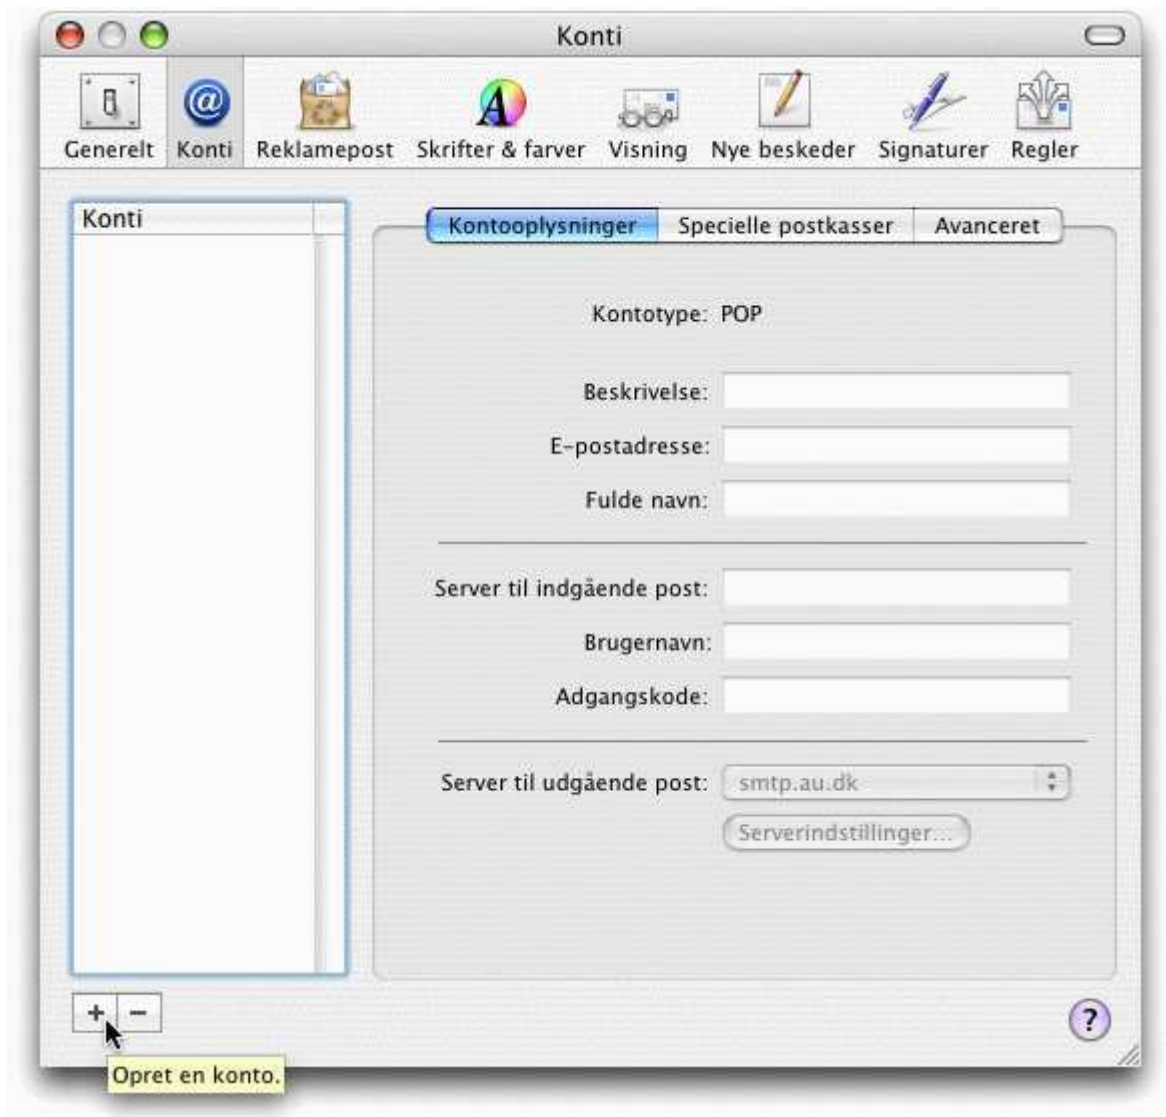 Konti
Generelt Konti Reklamepost Skrifter & farver Visning Nye beskeder Signaturer Regler
Konti
Kontooplysninger Specielle postkasser Avanceret
Kontotype: POP
Beskrivelse:
E-postadresse:
Fulde navn:
Server til indgående post:
Brugernavn:
Adgangskode:
Server til udgående post: smtp.au.dk
Serverindstillinger...
+ −
?
Opret en konto.